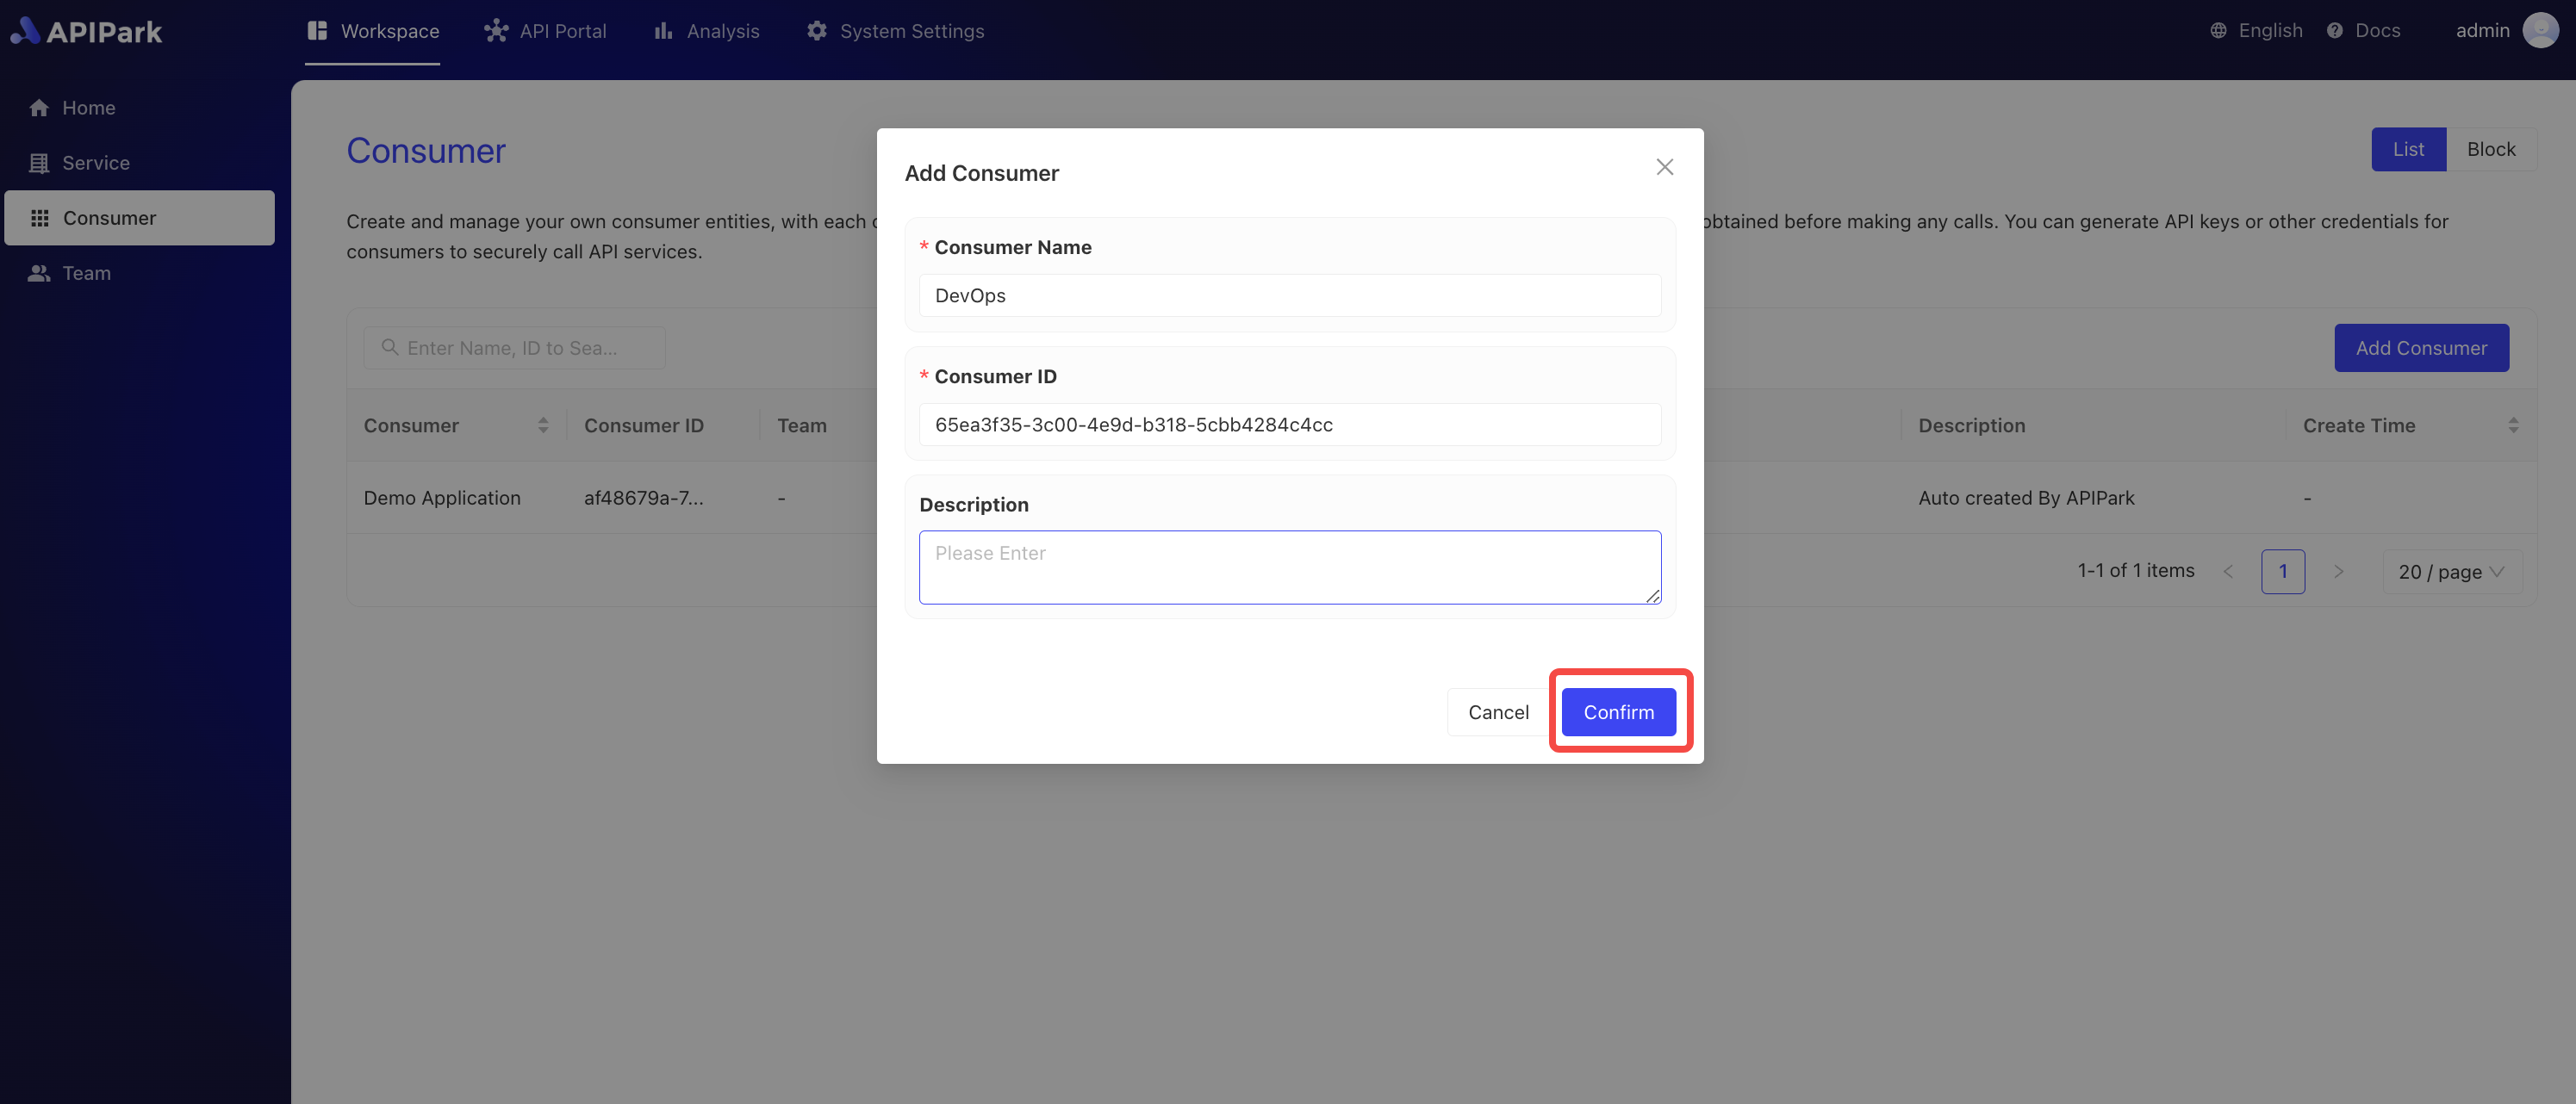 APIPark
Workspace
API Portal
Analysis
System Settings
English
Docs
admin
Home
Service
Consumer
Team
Consumer
List
Block
Create and manage your own consumer entities, with each
obtained before making any calls. You can generate API keys or other credentials for
consumers to securely call API services.
Enter Name, ID to Sea...
Add Consumer
Consumer
Consumer ID
Team
Description
Create Time
Demo Application
af48679a-7...
-
Auto created By APIPark
-
1-1 of 1 items
1
20 / page
Add Consumer
* Consumer Name
DevOps
* Consumer ID
65ea3f35-3c00-4e9d-b318-5cbb4284c4cc
Description
Please Enter
Cancel
Confirm